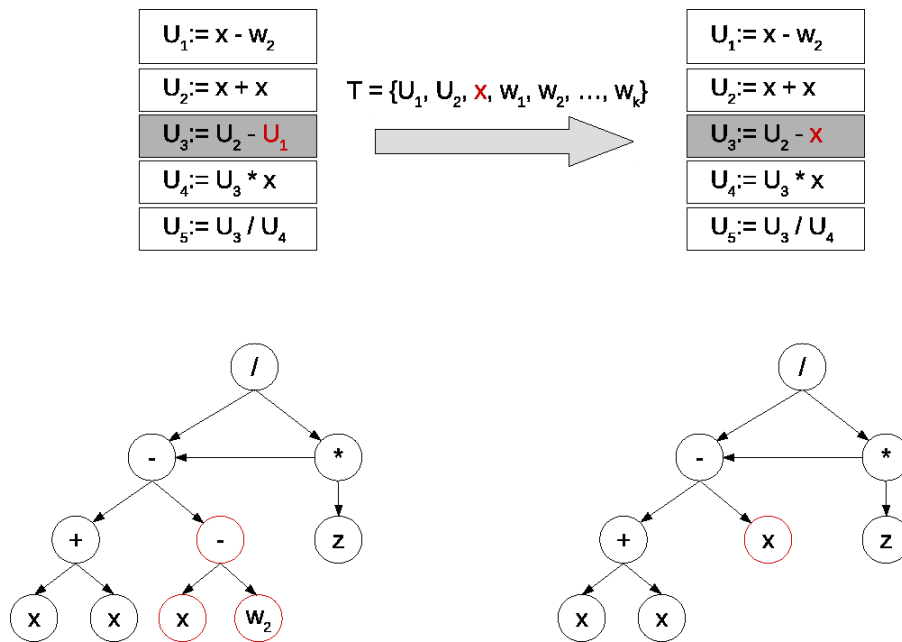 U₁:= x - w₂
U₂:= x + x
U₃:= U₂ - U₁
U₄:= U₃ * x
U₅:= U₃ / U₄
T = {U₁, U₂, x, w₁, w₂, ..., wₖ}
U₁:= x - w₂
U₂:= x + x
U₃:= U₂ - x
U₄:= U₃ * x
U₅:= U₃ / U₄
/
- *
+ - z
x x x w₂
/
- *
+ x z
x x